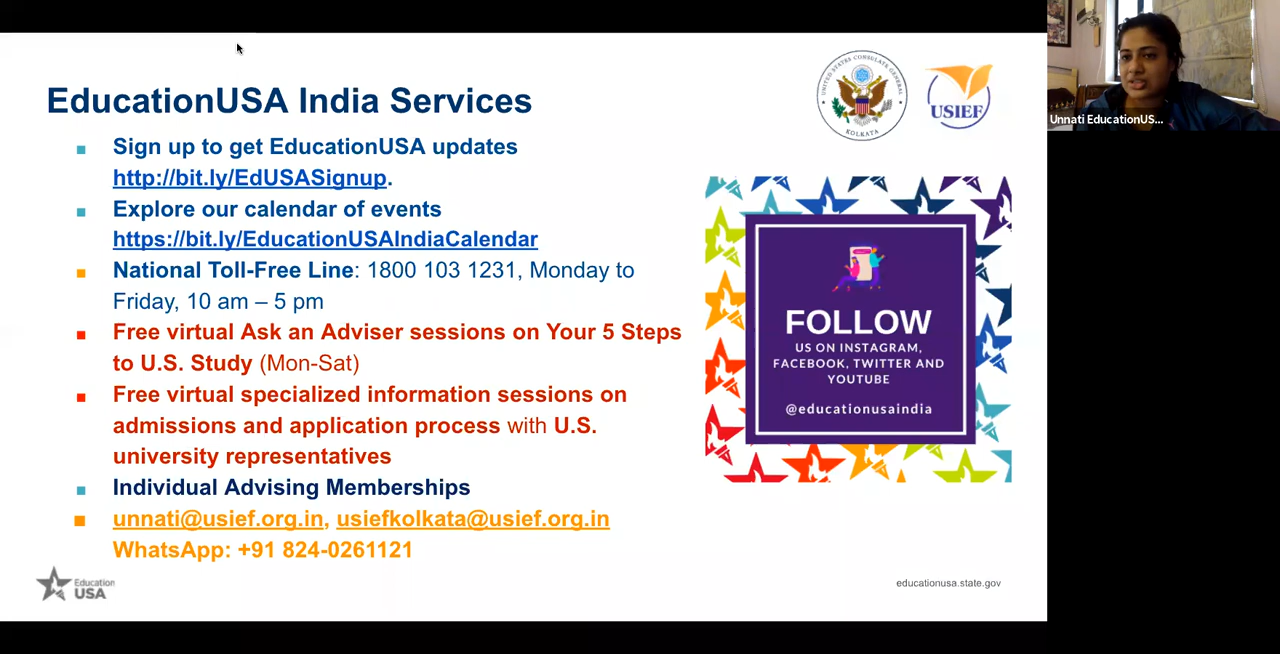 EducationUSA India Services
Sign up to get EducationUSA updates
http://bit.ly/EdUSASignup.
Explore our calendar of events
https://bit.ly/EducationUSAIndiaCalendar
National Toll-Free Line: 1800 103 1231, Monday to
Friday, 10 am – 5 pm
Free virtual Ask an Adviser sessions on Your 5 Steps
to U.S. Study (Mon-Sat)
Free virtual specialized information sessions on
admissions and application process with U.S.
university representatives
Individual Advising Memberships
unnati@usief.org.in, usiefkolkata@usief.org.in
WhatsApp: +91 824-0261121
Education
USA
UNITED STATES CONSULATE GENERAL
KOLKATA
USIEF
FOLLOW
US ON INSTAGRAM,
FACEBOOK, TWITTER AND
YOUTUBE
@educationusaindia
educationusa.state.gov
Unnati EducationUS...